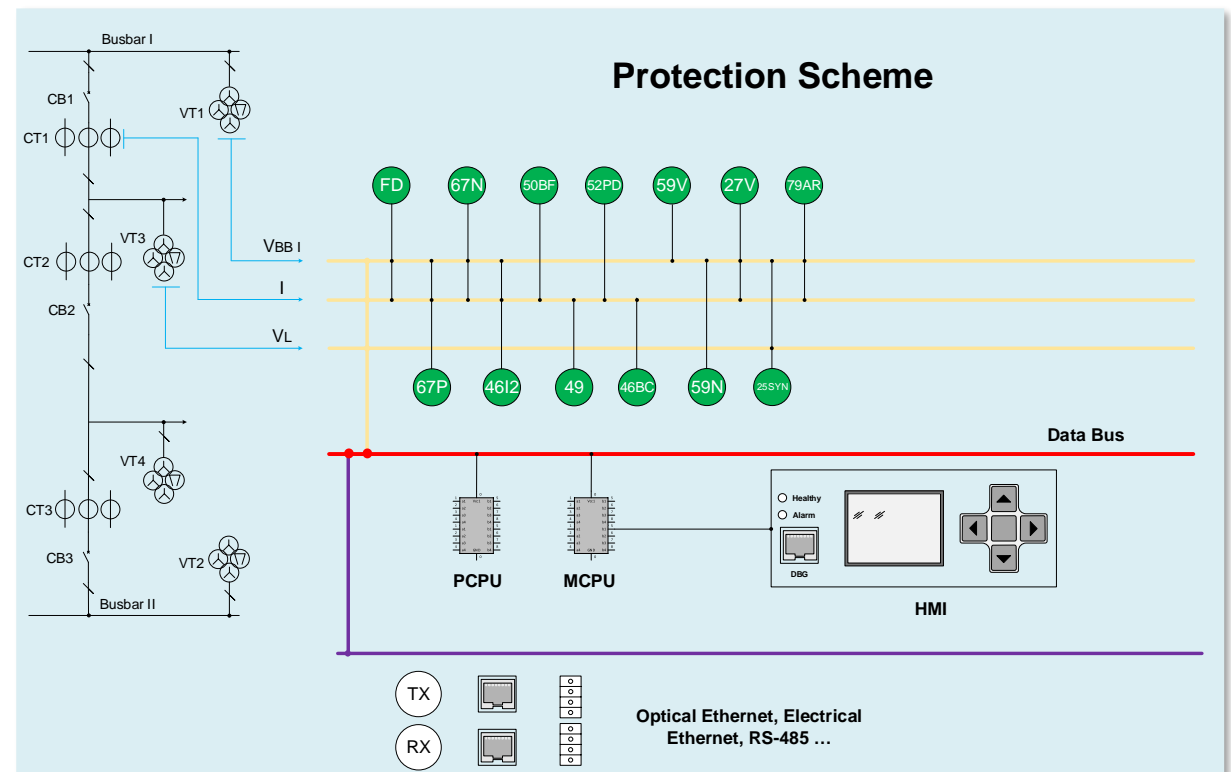 Busbar I
Protection Scheme
CB1
VT1
CT1
FD
67N
50BF
52PD
59V
27V
79AR
VT3
VBB I
CT2
I
CB2
VL
67P
46I2
49
46BC
59N
25SYN
Data Bus
VT4
Healthy
Alarm
CT3
DBG
CB3
VT2
PCPU
MCPU
HMI
Busbar II
TX
Optical Ethernet, Electrical
Ethernet, RS-485 ...
RX